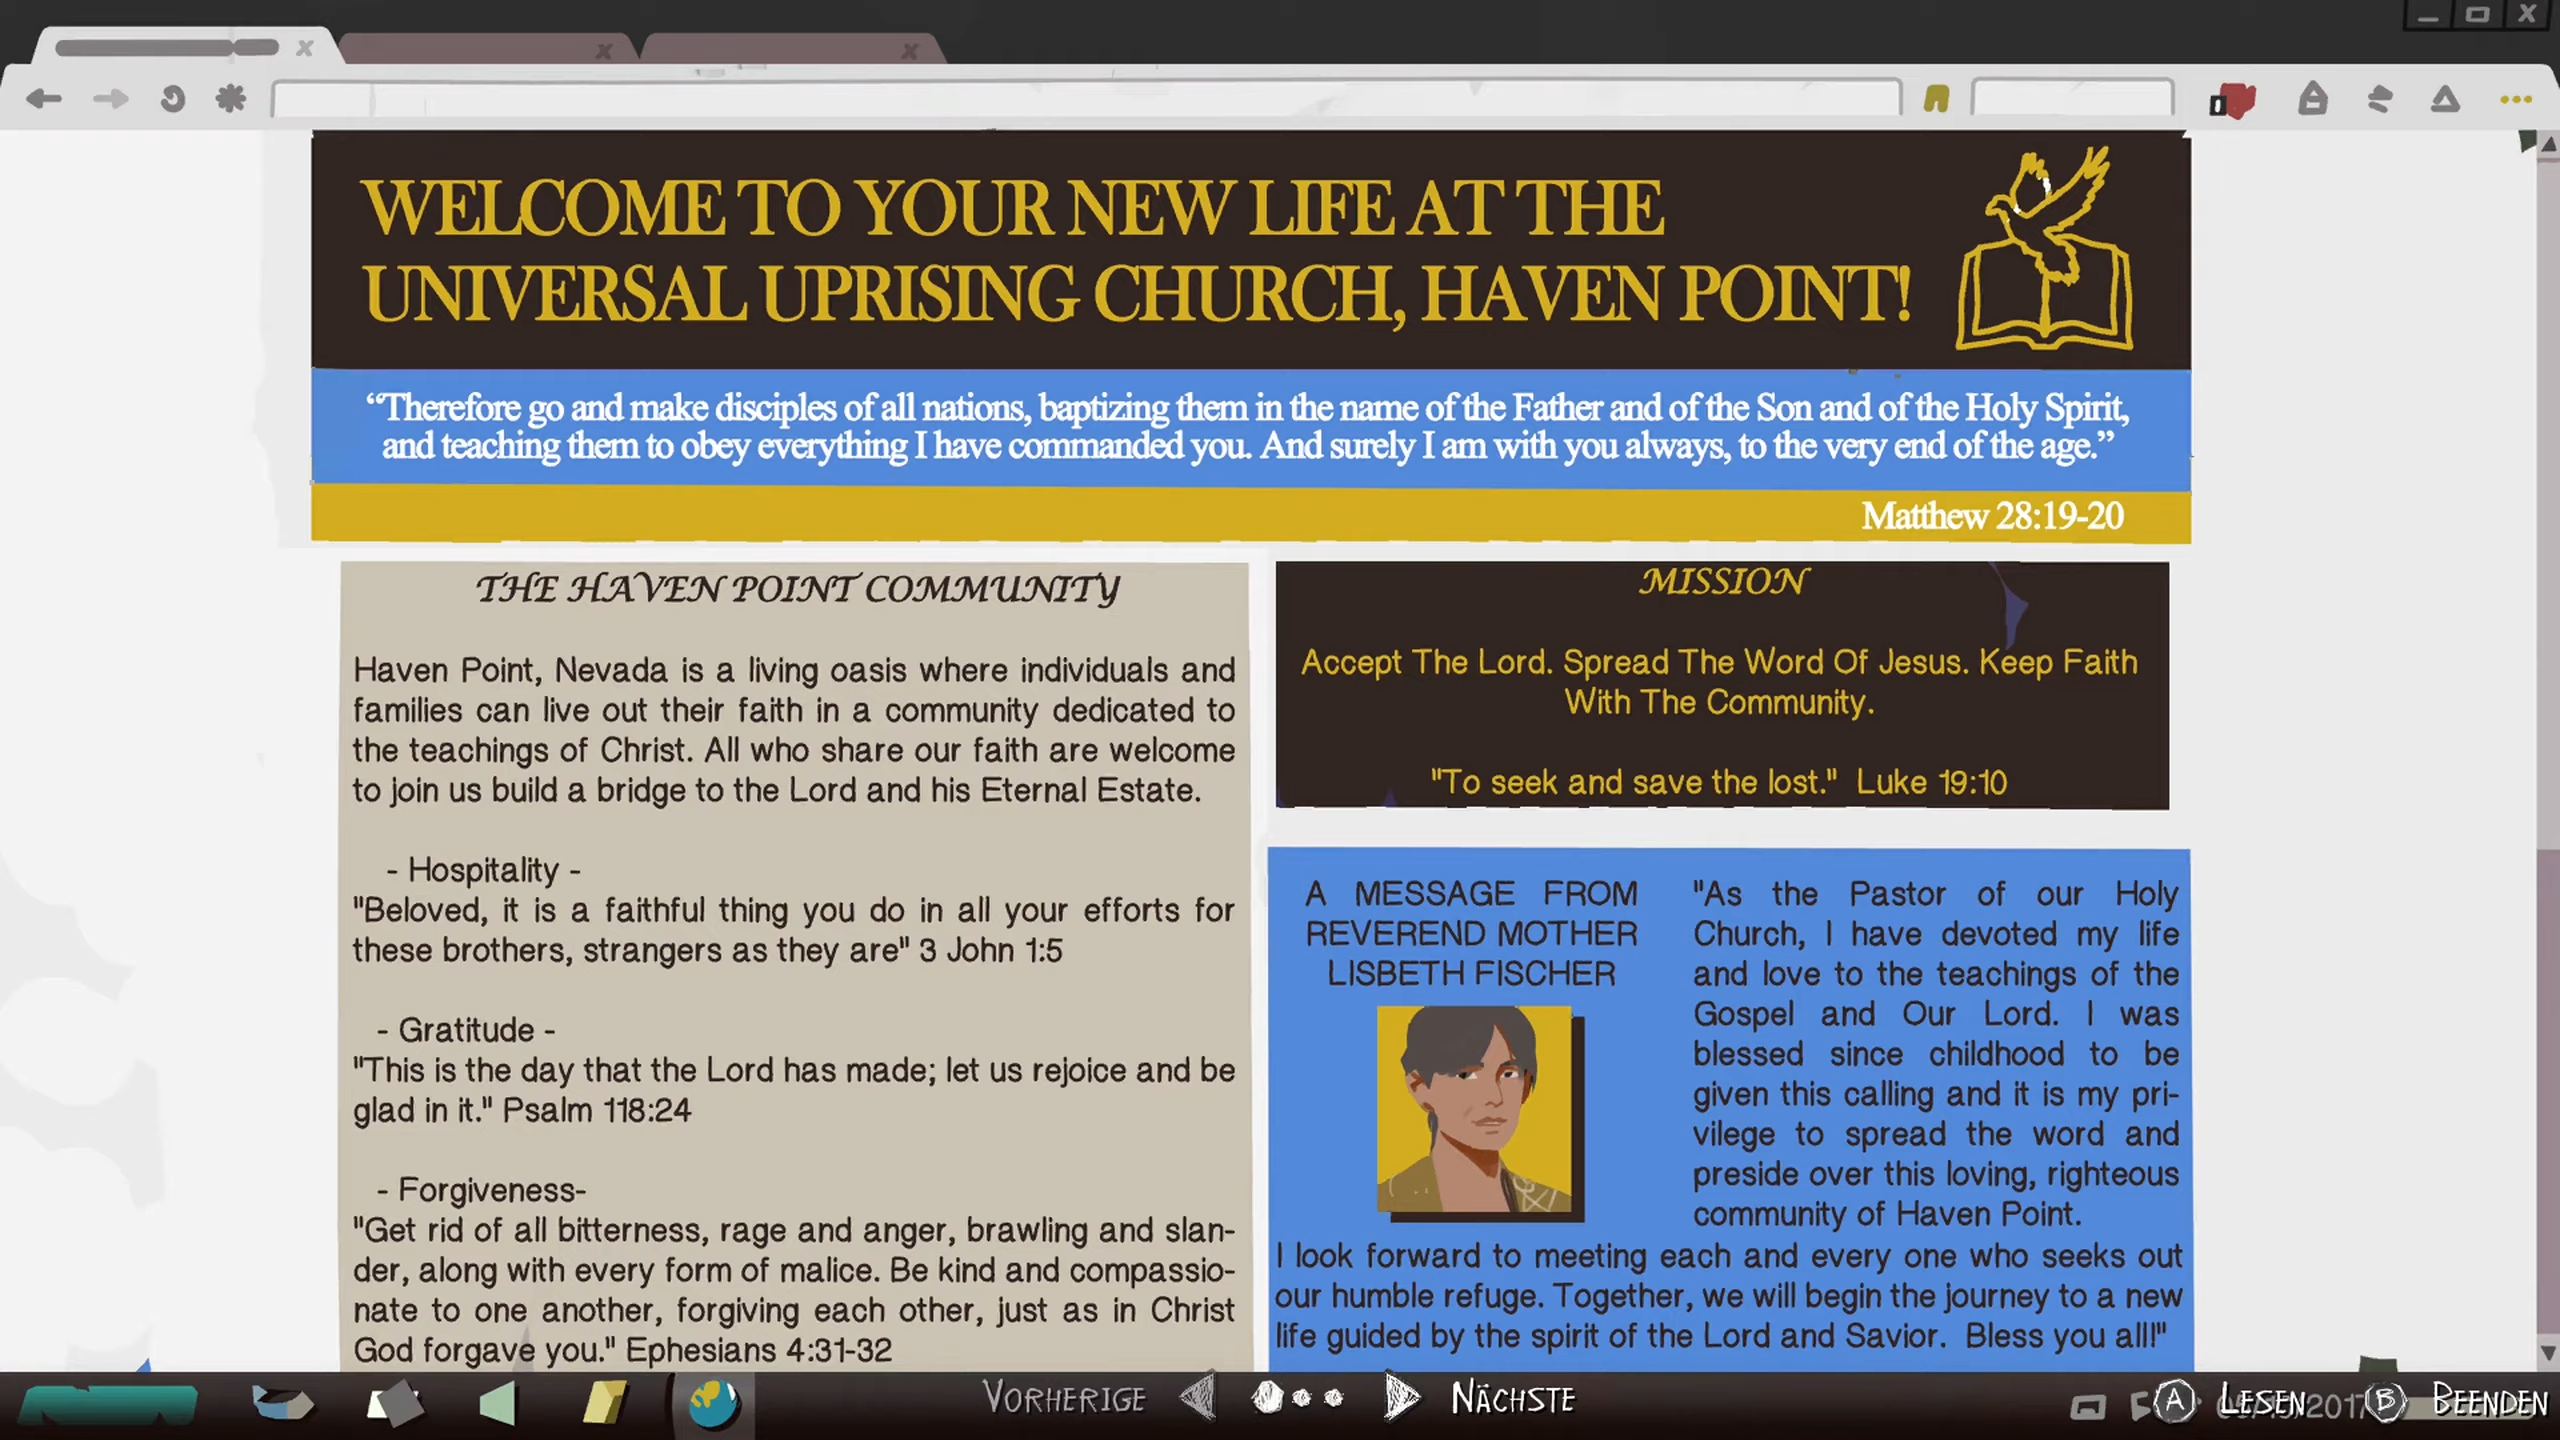 WELCOME TO YOUR NEW LIFE AT THE
UNIVERSAL UPRISING CHURCH, HAVEN POINT!
“Therefore go and make disciples of all nations, baptizing them in the name of the Father and of the Son and of the Holy Spirit,
and teaching them to obey everything I have commanded you. And surely I am with you always, to the very end of the age.”
Matthew 28:19-20
THE HAVEN POINT COMMUNITY
Haven Point, Nevada is a living oasis where individuals and
families can live out their faith in a community dedicated to
the teachings of Christ. All who share our faith are welcome
to join us build a bridge to the Lord and his Eternal Estate.
- Hospitality -
"Beloved, it is a faithful thing you do in all your efforts for
these brothers, strangers as they are" 3 John 1:5
- Gratitude -
"This is the day that the Lord has made; let us rejoice and be
glad in it." Psalm 118:24
- Forgiveness-
"Get rid of all bitterness, rage and anger, brawling and slan-
der, along with every form of malice. Be kind and compassio-
nate to one another, forgiving each other, just as in Christ
God forgave you." Ephesians 4:31-32
MISSION
Accept The Lord. Spread The Word Of Jesus. Keep Faith
With The Community.
"To seek and save the lost." Luke 19:10
A MESSAGE FROM
REVEREND MOTHER
LISBETH FISCHER
"As the Pastor of our Holy
Church, I have devoted my life
and love to the teachings of the
Gospel and Our Lord. I was
blessed since childhood to be
given this calling and it is my pri-
vilege to spread the word and
preside over this loving, righteous
community of Haven Point.
I look forward to meeting each and every one who seeks out
our humble refuge. Together, we will begin the journey to a new
life guided by the spirit of the Lord and Savior. Bless you all!"
VORHERIGE
NÄCHSTE
A LESEN
B BEENDEN